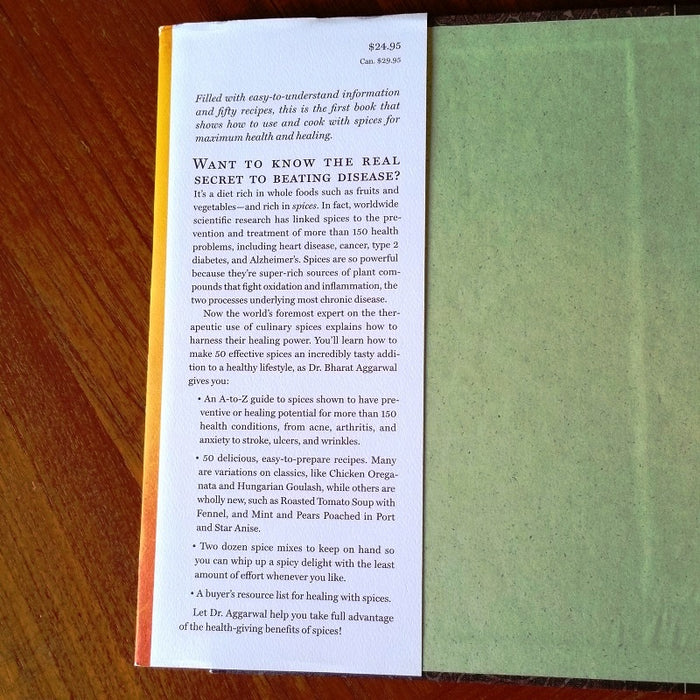 $24.95
Can. $29.95
Filled with easy-to-understand information
and fifty recipes, this is the first book that
shows how to use and cook with spices for
maximum health and healing.
WANT TO KNOW THE REAL
SECRET TO BEATING DISEASE?
It's a diet rich in whole foods such as fruits and
vegetables—and rich in spices. In fact, worldwide
scientific research has linked spices to the pre-
vention and treatment of more than 150 health
problems, including heart disease, cancer, type 2
diabetes, and Alzheimer's. Spices are so powerful
because they're super-rich sources of plant com-
pounds that fight oxidation and inflammation, the
two processes underlying most chronic disease.
Now the world's foremost expert on the ther-
apeutic use of culinary spices explains how to
harness their healing power. You'll learn how to
make 50 effective spices an incredibly tasty addi-
tion to a healthy lifestyle, as Dr. Bharat Aggarwal
gives you:
• An A-to-Z guide to spices shown to have pre-
ventive or healing potential for more than 150
health conditions, from acne, arthritis, and
anxiety to stroke, ulcers, and wrinkles.
• 50 delicious, easy-to-prepare recipes. Many
are variations on classics, like Chicken Orega-
nata and Hungarian Goulash, while others are
wholly new, such as Roasted Tomato Soup with
Fennel, and Mint and Pears Poached in Port
and Star Anise.
• Two dozen spice mixes to keep on hand so
you can whip up a spicy delight with the least
amount of effort whenever you like.
• A buyer's resource list for healing with spices.
Let Dr. Aggarwal help you take full advantage
of the health-giving benefits of spices!